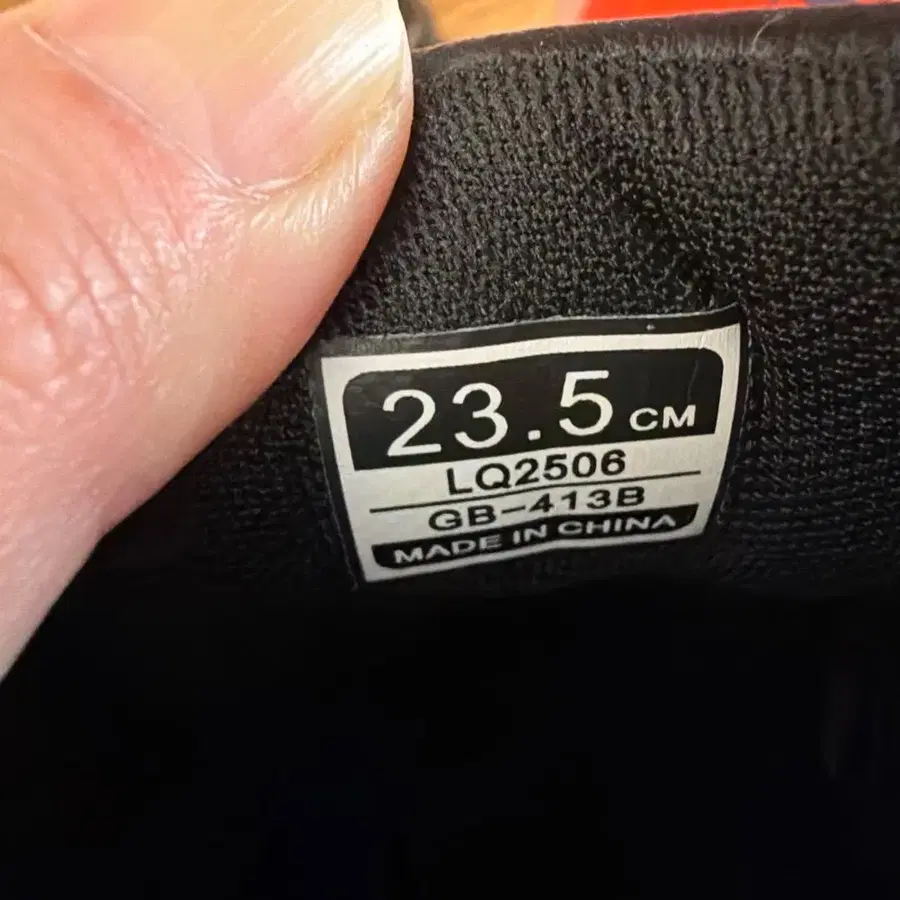 23.5 CM
LQ2506
GB-413B
MADE IN CHINA